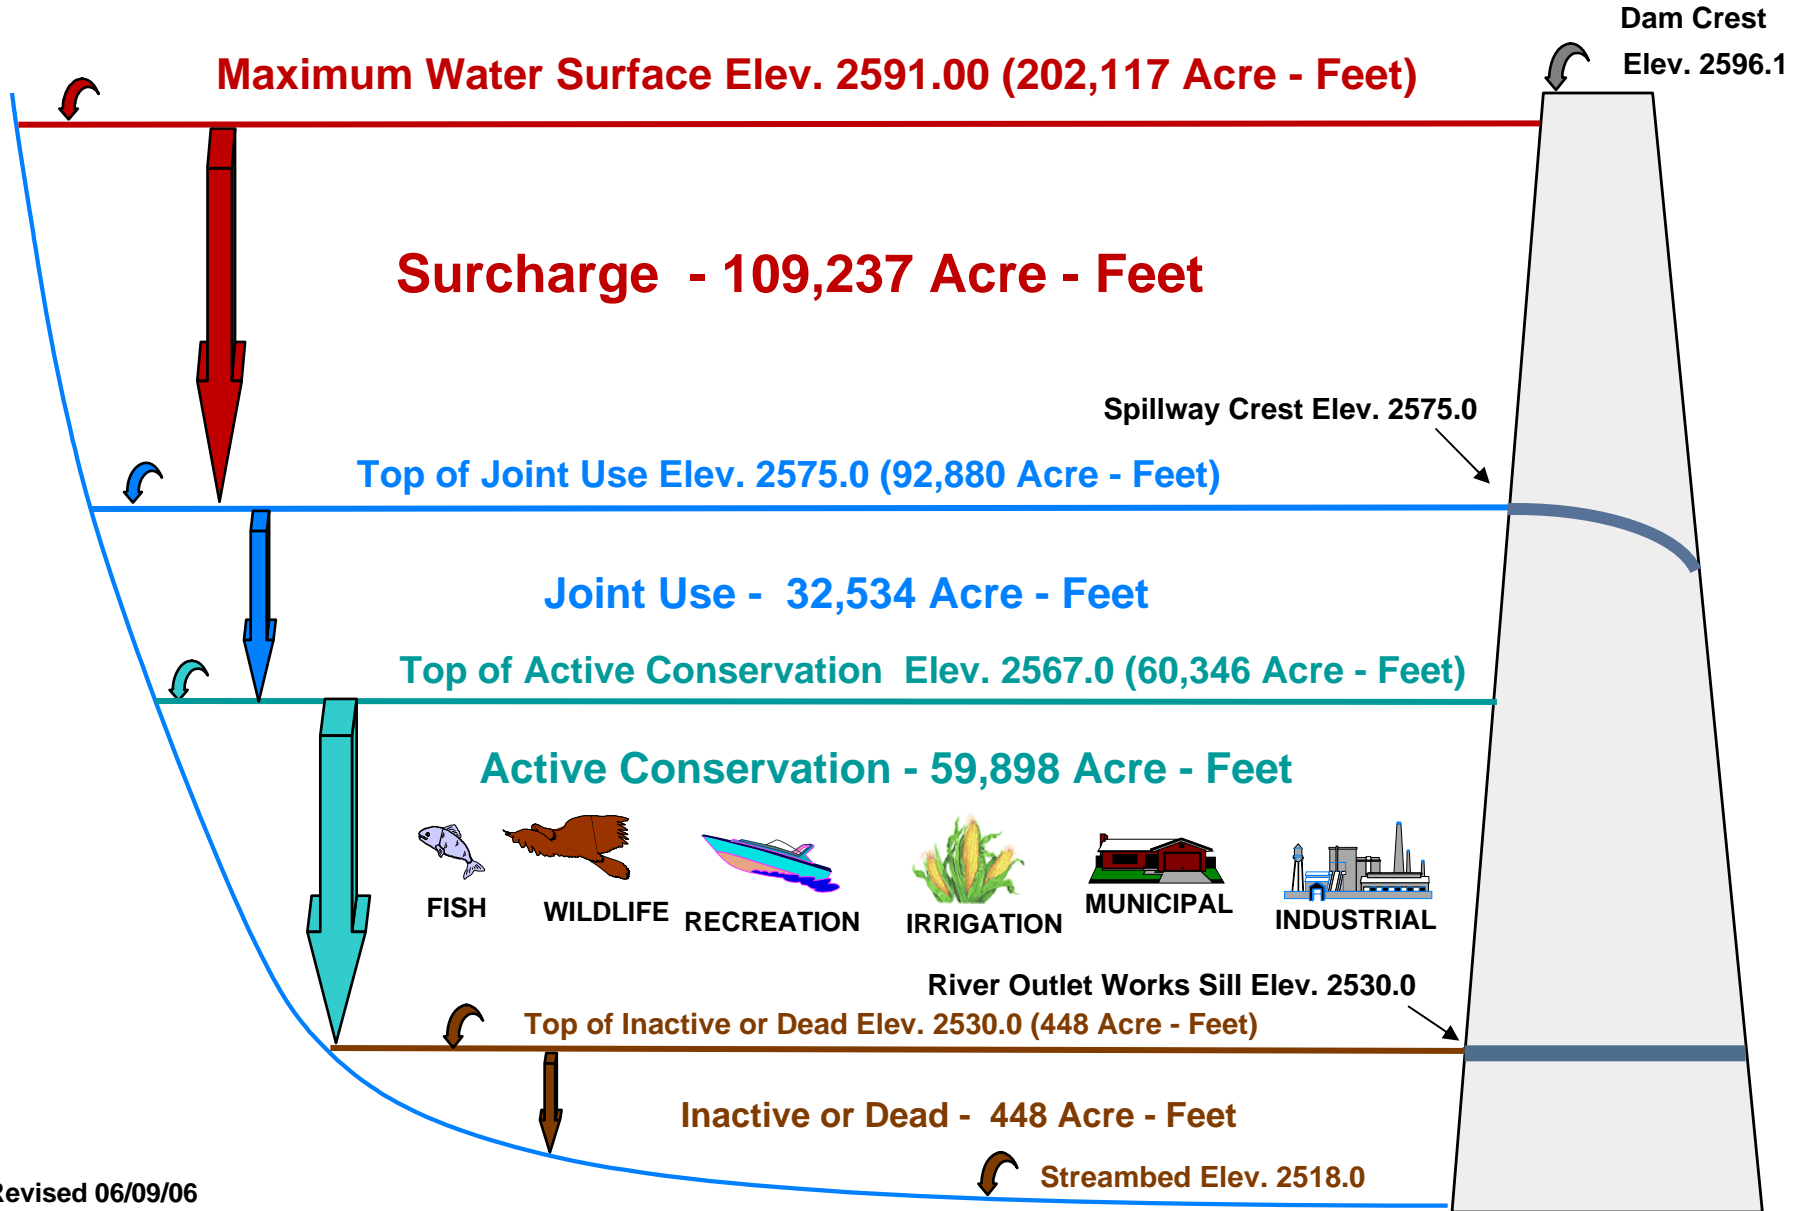 Dam Crest
Elev. 2596.1
Maximum Water Surface Elev. 2591.00 (202,117 Acre - Feet)
Surcharge - 109,237 Acre - Feet
Spillway Crest Elev. 2575.0
Top of Joint Use Elev. 2575.0 (92,880 Acre - Feet)
Joint Use - 32,534 Acre - Feet
Top of Active Conservation Elev. 2567.0 (60,346 Acre - Feet)
Active Conservation - 59,898 Acre - Feet
FISH WILDLIFE RECREATION IRRIGATION MUNICIPAL INDUSTRIAL
River Outlet Works Sill Elev. 2530.0
Top of Inactive or Dead Elev. 2530.0 (448 Acre - Feet)
Inactive or Dead - 448 Acre - Feet
Streambed Elev. 2518.0
Revised 06/09/06